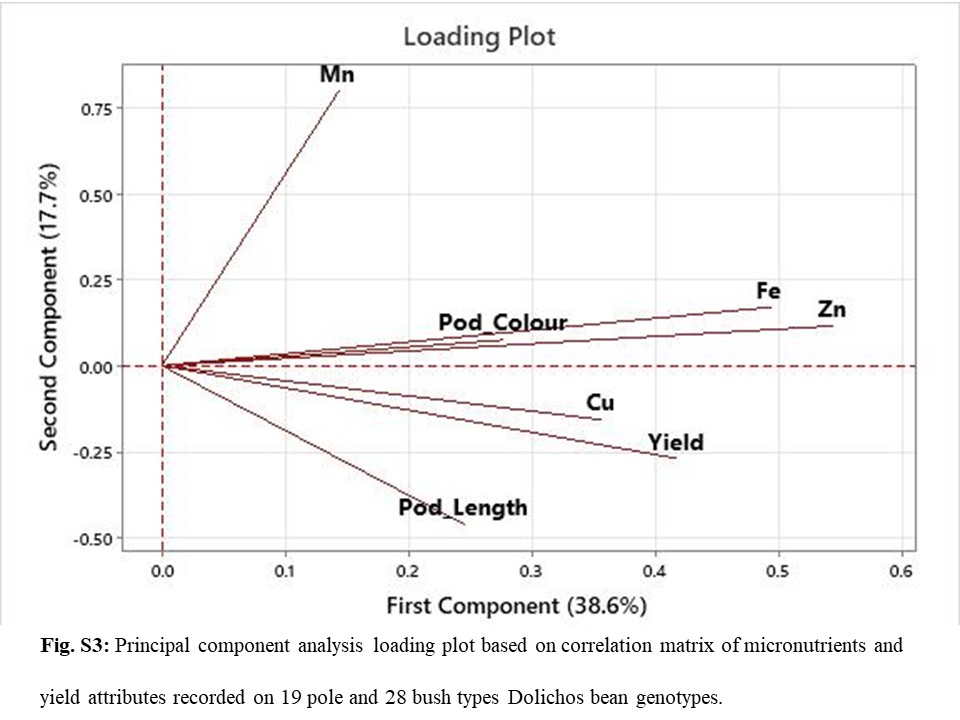 Loading Plot
Mn
0.75
0.50
0.25
0.00
-0.25
-0.50
Second Component (17.7%)
Fe
Zn
Pod_Colour
Cu
Yield
Pod_Length
0.0 0.1 0.2 0.3 0.4 0.5 0.6
First Component (38.6%)
Fig. S3: Principal component analysis loading plot based on correlation matrix of micronutrients and
yield attributes recorded on 19 pole and 28 bush types Dolichos bean genotypes.